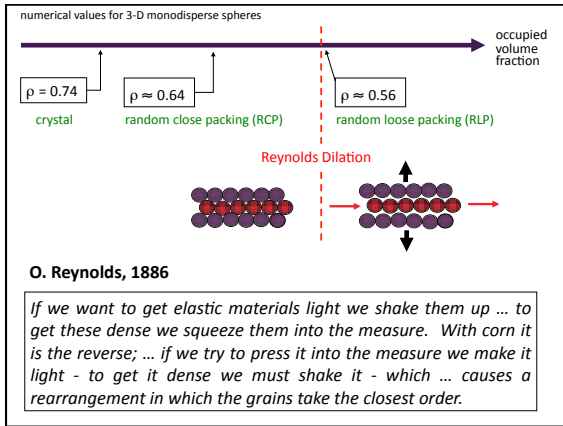 numerical values for 3-D monodisperse spheres
occupied
volume
fraction
ρ = 0.74
ρ ≈ 0.64
ρ ≈ 0.56
crystal
random close packing (RCP)
random loose packing (RLP)
Reynolds Dilation
O. Reynolds, 1886
If we want to get elastic materials light we shake them up ... to
get these dense we squeeze them into the measure. With corn it
is the reverse; ... if we try to press it into the measure we make it
light - to get it dense we must shake it - which ... causes a
rearrangement in which the grains take the closest order.